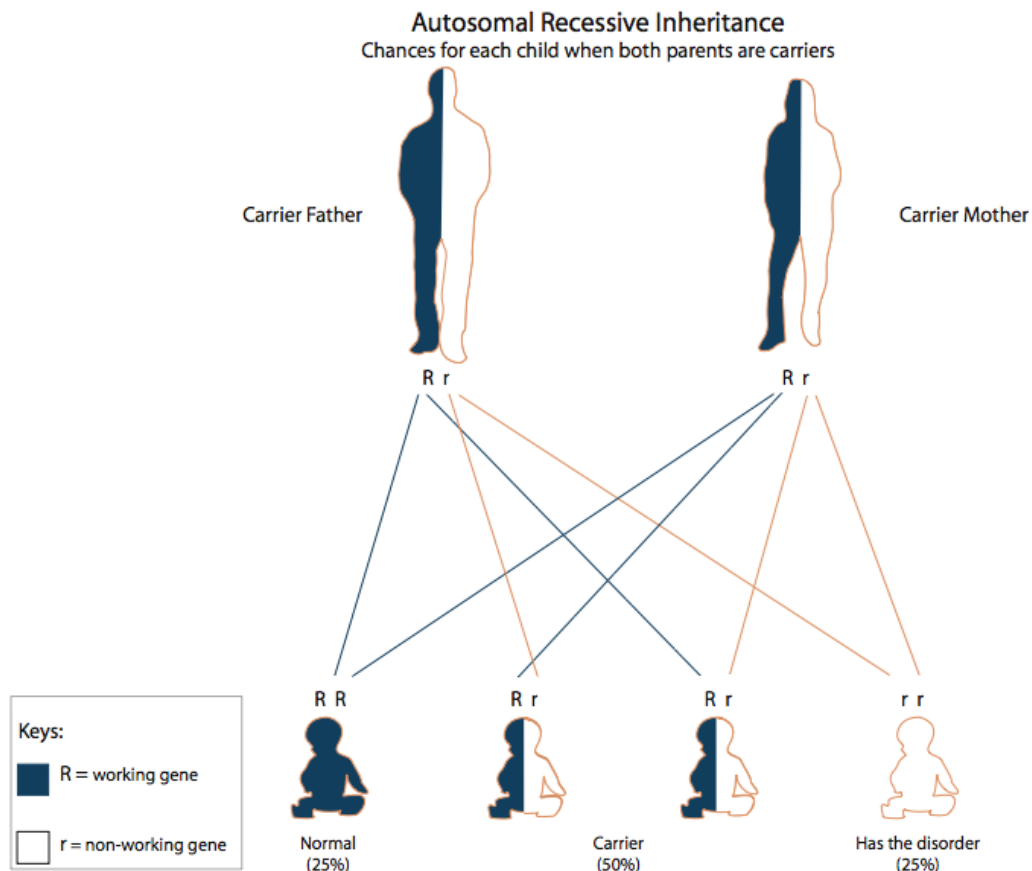 Autosomal Recessive Inheritance
Chances for each child when both parents are carriers
Carrier Father
Carrier Mother
R r
R r
R R
R r
R r
r r
Keys:
R = working gene
r = non-working gene
Normal
(25%)
Carrier
(50%)
Has the disorder
(25%)